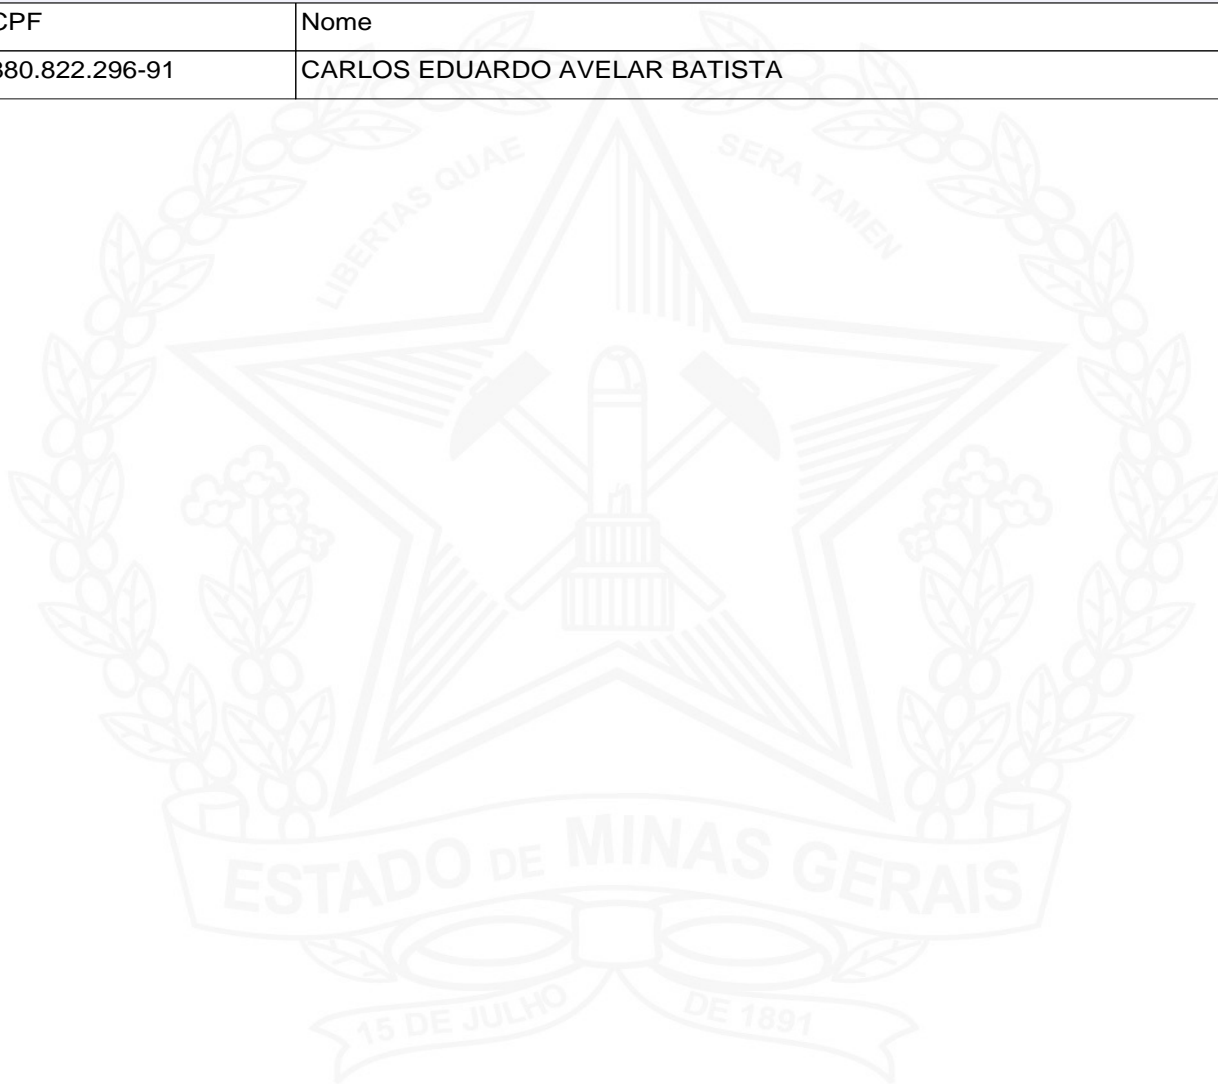 CPF Nome
880.822.296-91 CARLOS EDUARDO AVELAR BATISTA
LIBERTAS QUAE SERA TAMEN
ESTADO DE MINAS GERAIS
15 DE JULHO DE 1891